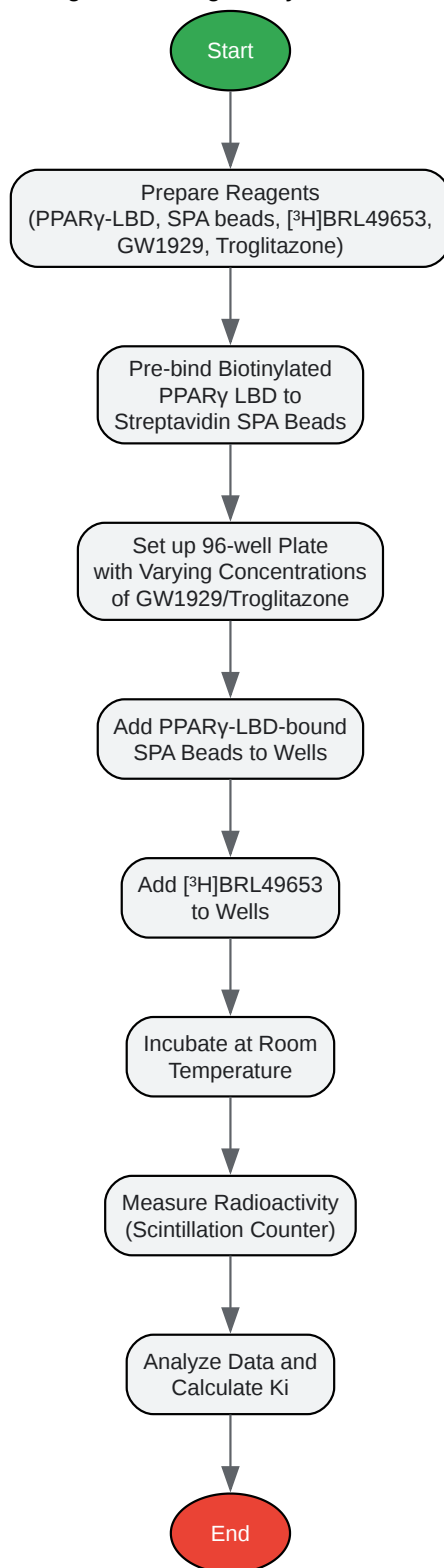 Start
Prepare Reagents
(PPARγ-LBD, SPA beads, [³H]BRL49653,
GW1929, Troglitazone)
Pre-bind Biotinylated
PPARγ LBD to
Streptavidin SPA Beads
Set up 96-well Plate
with Varying Concentrations
of GW1929/Troglitazone
Add PPARγ-LBD-bound
SPA Beads to Wells
Add [³H]BRL49653
to Wells
Incubate at Room
Temperature
Measure Radioactivity
(Scintillation Counter)
Analyze Data and
Calculate Ki
End